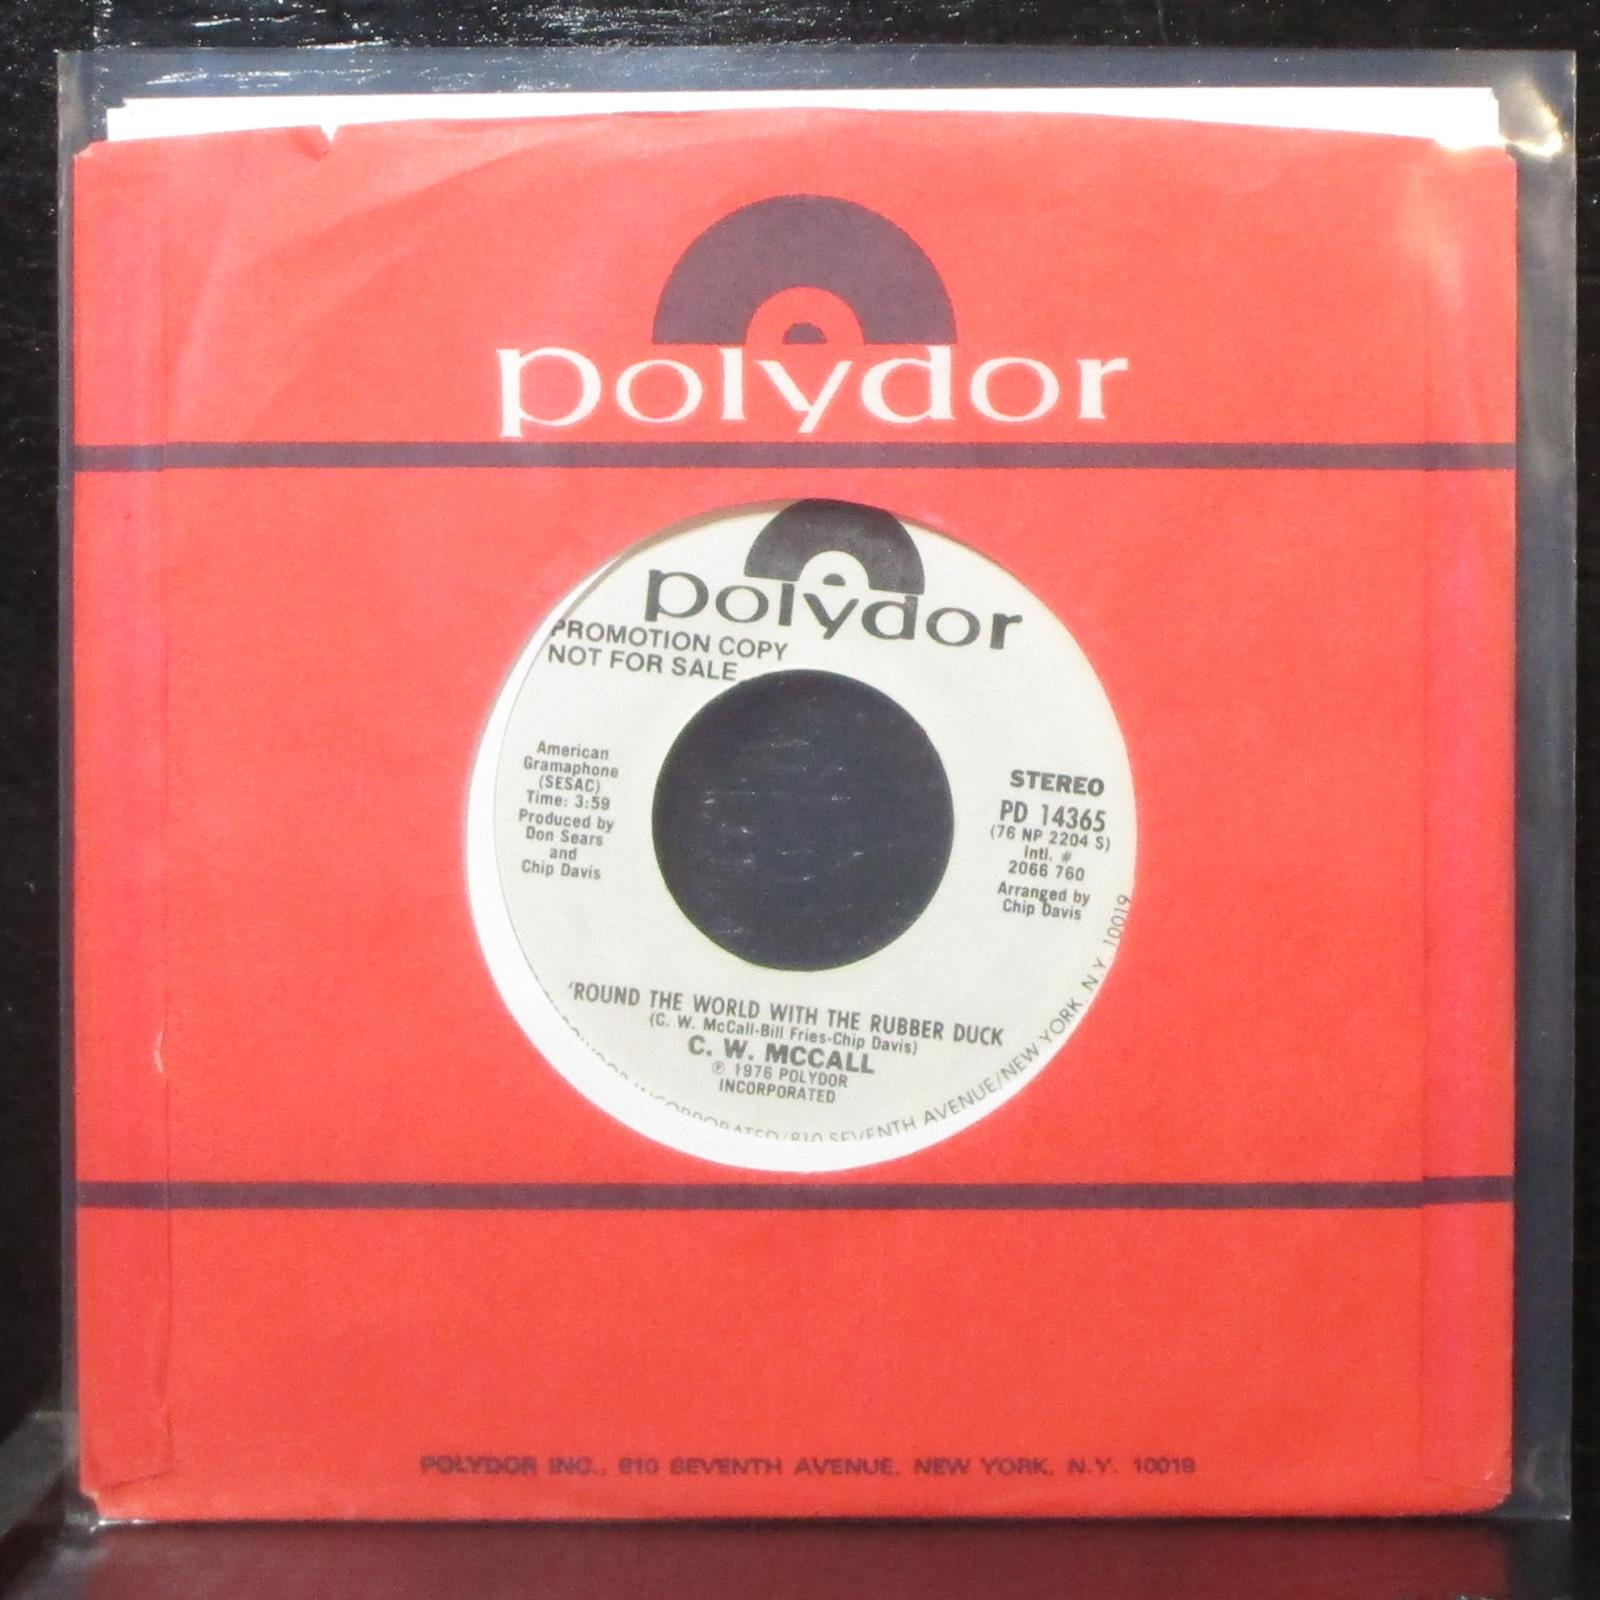 polydor
polydor
PROMOTION COPY
NOT FOR SALE
American
Gramaphone
(SESAC)
Time: 3:59
Produced by
Don Sears
and
Chip Davis
STEREO
PD 14365
(76 NP 2204 S)
Intl. #
2066 760
Arranged by
Chip Davis
'ROUND THE WORLD WITH THE RUBBER DUCK
(C. W. McCall-Bill Fries-Chip Davis)
C. W. MCCALL
℗ 1976 POLYDOR
INCORPORATED
INCORPORATED/810 SEVENTH AVENUE/NEW YORK, N.Y. 10019
POLYDOR INC., 810 SEVENTH AVENUE, NEW YORK, N.Y. 10019